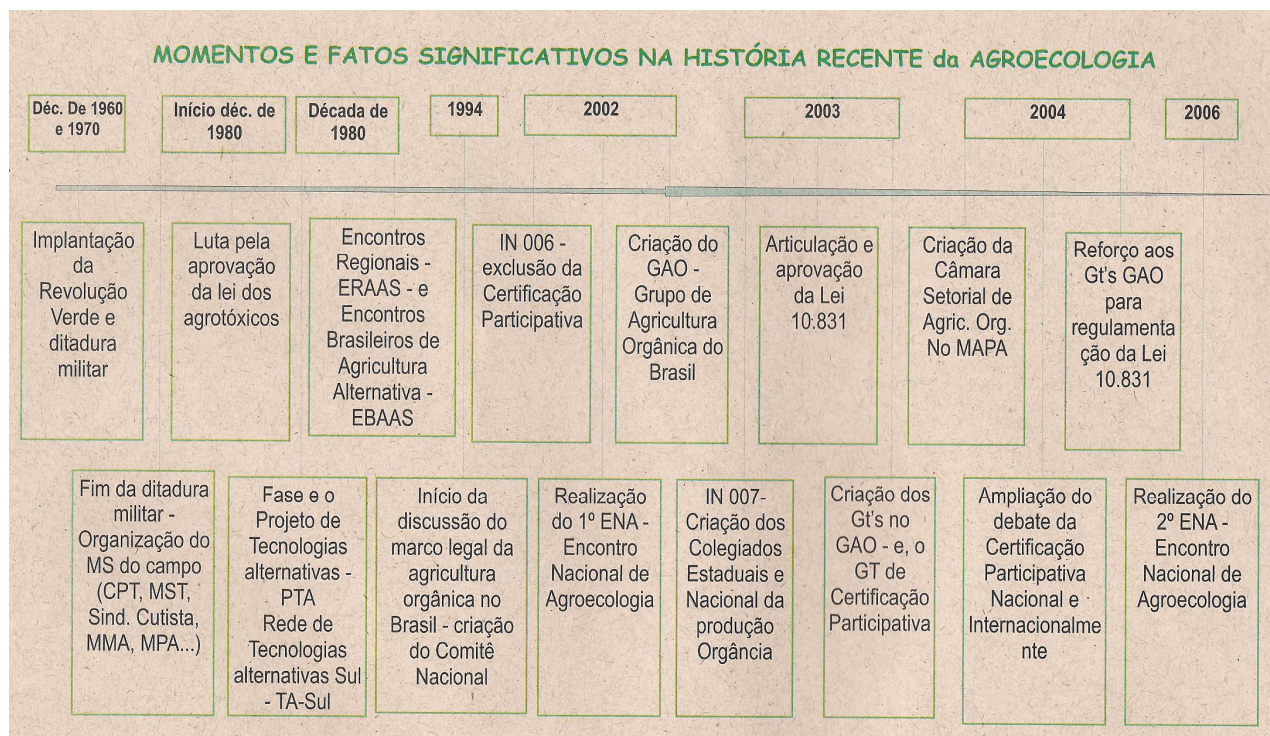 MOMENTOS E FATOS SIGNIFICATIVOS NA HISTÓRIA RECENTE da AGROECOLOGIA
Déc. De 1960
e 1970
Início déc. de
1980
Década de
1980
1994
2002
2003
2004
2006
Implantação
da
Revolução
Verde e
ditadura
militar
Luta pela
aprovação
da lei dos
agrotóxicos
Encontros
Regionais -
ERAAS - e
Encontros
Brasileiros de
Agricultura
Alternativa -
EBAAS
IN 006 -
exclusão da
Certificação
Participativa
Criação do
GAO -
Grupo de
Agricultura
Orgânica do
Brasil
Articulação e
aprovação
da Lei
10.831
Criação da
Câmara
Setorial de
Agric. Org.
No MAPA
Reforço aos
Gt's GAO
para
regulamenta
ção da Lei
10.831
Fim da ditadura
militar -
Organização do
MS do campo
(CPT, MST,
Sind. Cutista,
MMA, MPA...)
Fase e o
Projeto de
Tecnologias
alternativas -
PTA
Rede de
Tecnologias
alternativas Sul
- TA-Sul
Início da
discussão do
marco legal da
agricultura
orgânica no
Brasil - criação
do Comitê
Nacional
Realização
do 1º ENA -
Encontro
Nacional de
Agroecologia
IN 007-
Criação dos
Colegiados
Estaduais e
Nacional da
produção
Orgância
Criação dos
Gt's no
GAO - e, o
GT de
Certificação
Participativa
Ampliação do
debate da
Certificação
Participativa
Nacional e
Internacionalme
nte
Realização do
2º ENA -
Encontro
Nacional de
Agroecologia